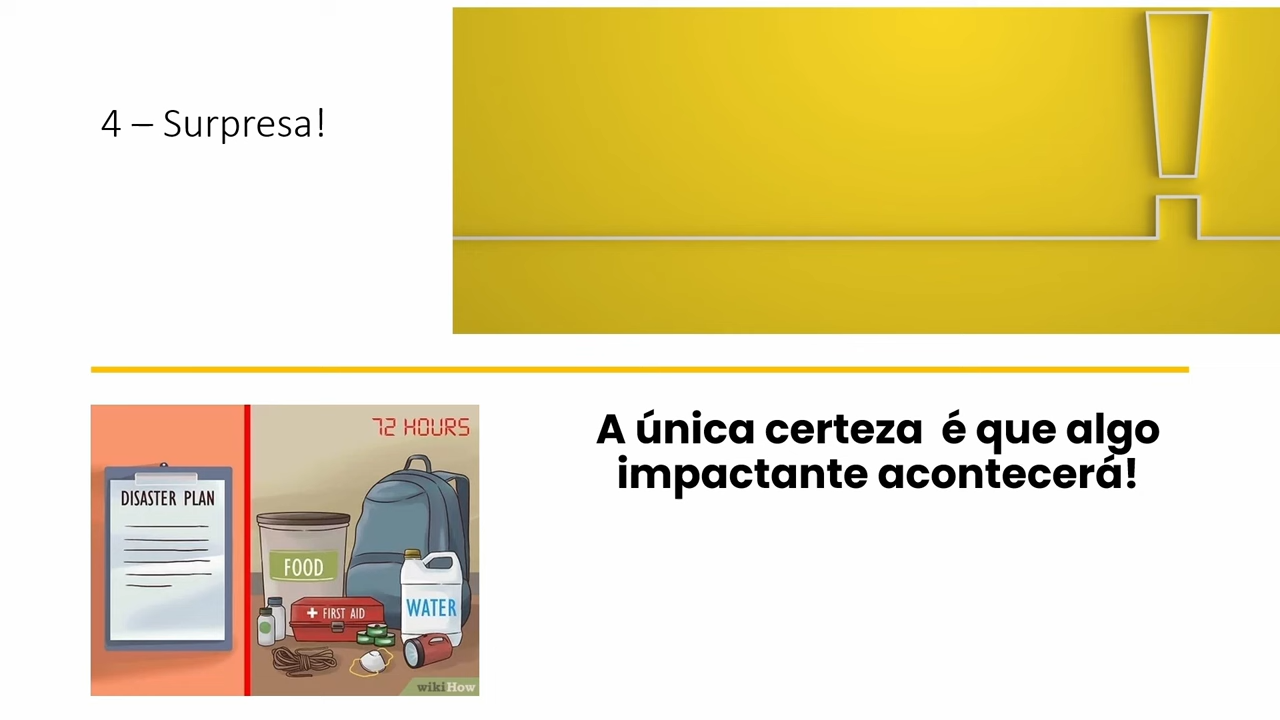 4 – Surpresa!
A única certeza  é que algo
impactante acontecerá!
72 HOURS
DISASTER PLAN
FOOD
FIRST AID
WATER
wikiHow